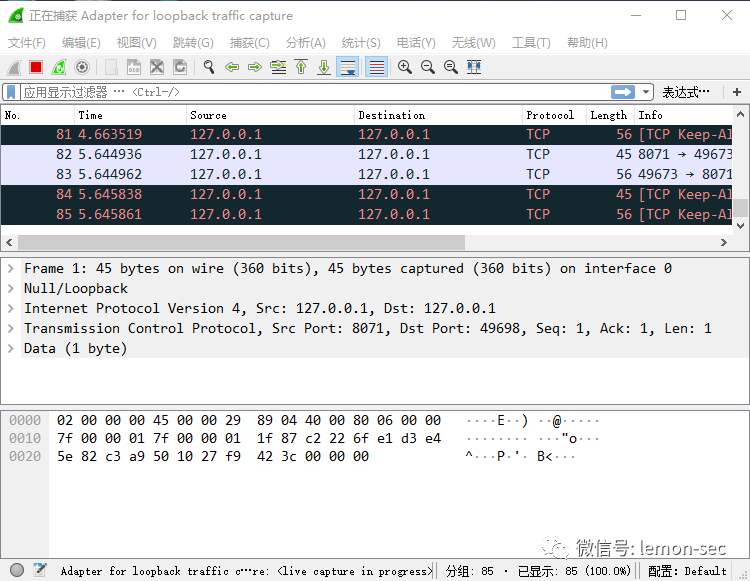 正在捕获 Adapter for loopback traffic capture
文件(F) 编辑(E) 视图(V) 跳转(G) 捕获(C) 分析(A) 统计(S) 电话(Y) 无线(W) 工具(T) 帮助(H)
应用显示过滤器 … <Ctrl-/> 表达式… +
No. Time Source Destination Protocol Length Info
81 4.663519 127.0.0.1 127.0.0.1 TCP 56 [TCP Keep-Al
82 5.644936 127.0.0.1 127.0.0.1 TCP 45 8071 → 49673
83 5.644962 127.0.0.1 127.0.0.1 TCP 56 49673 → 8071
84 5.645838 127.0.0.1 127.0.0.1 TCP 45 [TCP Keep-Al
85 5.645861 127.0.0.1 127.0.0.1 TCP 56 [TCP Keep-Al
Frame 1: 45 bytes on wire (360 bits), 45 bytes captured (360 bits) on interface 0
Null/Loopback
Internet Protocol Version 4, Src: 127.0.0.1, Dst: 127.0.0.1
Transmission Control Protocol, Src Port: 8071, Dst Port: 49698, Seq: 1, Ack: 1, Len: 1
Data (1 byte)
0000 02 00 00 00 45 00 00 29 89 04 40 00 80 06 00 00 ····E··) ··@·····
0010 7f 00 00 01 7f 00 00 01 1f 87 c2 22 6f e1 d3 e4 ········ ···"o···
0020 5e 82 c3 a9 50 10 27 f9 42 3c 00 00 00 ^···P·'· B<···
微信号: lemon-sec
Adapter for loopback traffic c…re: <live capture in progress> 分组: 85 · 已显示: 85 (100.0%) 配置: Default